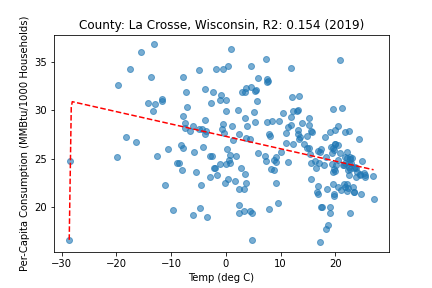 County: La Crosse, Wisconsin, R2: 0.154 (2019)
Per-Capita Consumption (MMBtu/1000 Households)
35
30
25
20
−30 −20 −10 0 10 20
Temp (deg C)